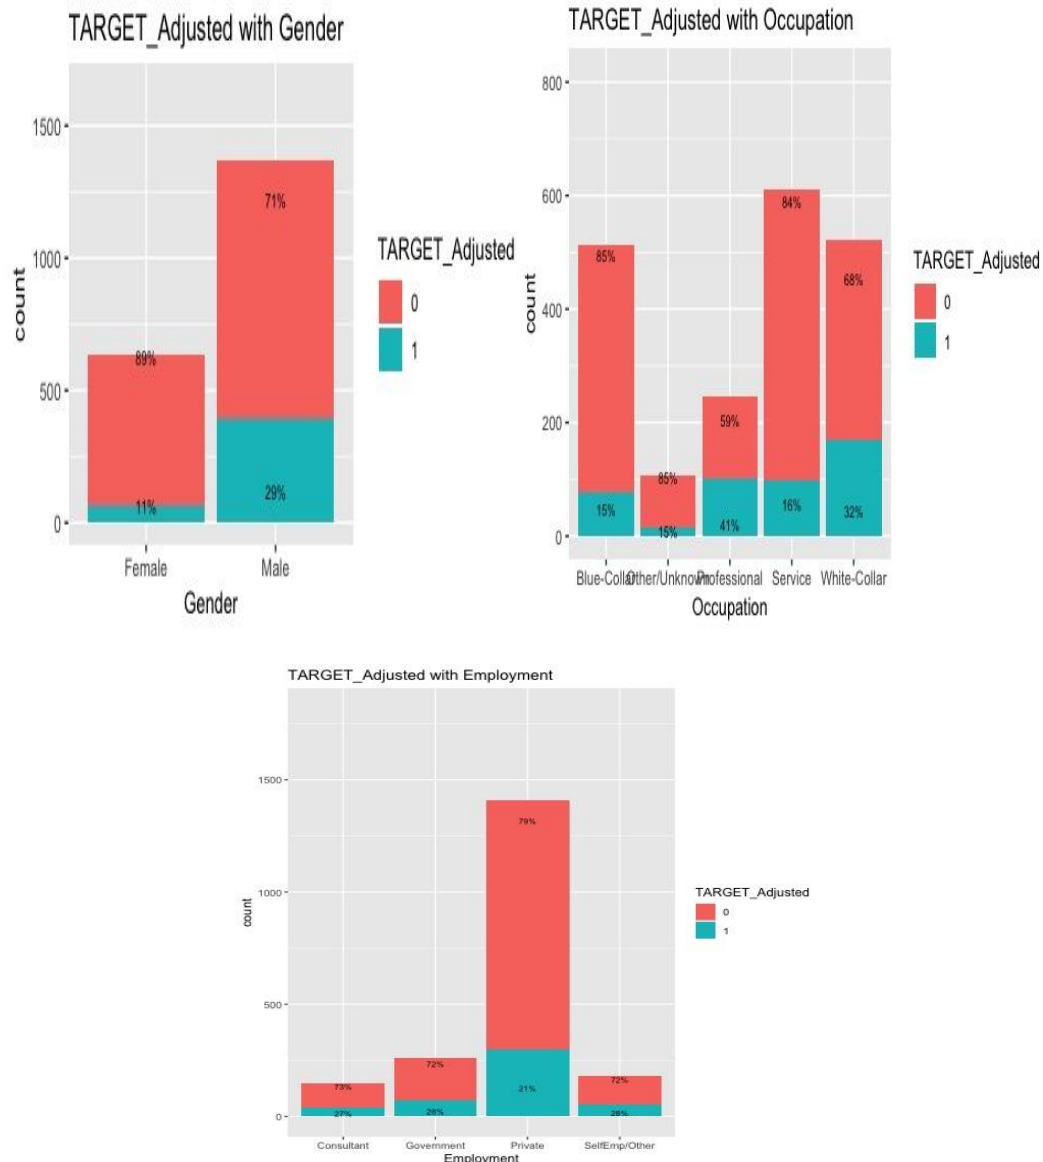 TARGET_Adjusted with Gender
1500
1000
500
0
count
71%
89%
29%
11%
Female Male
Gender
TARGET_Adjusted
0
1
TARGET_Adjusted with Occupation
800
600
400
200
0
count
84%
85%
68%
59%
85%
15%
16%
32%
41%
15%
Blue-Collar Other/Unknown Professional Service White-Collar
Occupation
TARGET_Adjusted
0
1
TARGET_Adjusted with Employment
1500
1000
500
0
count
79%
72%
73%
72%
21%
27%
28%
28%
Consultant Government Private SelfEmp/Other
Employment
TARGET_Adjusted
0
1